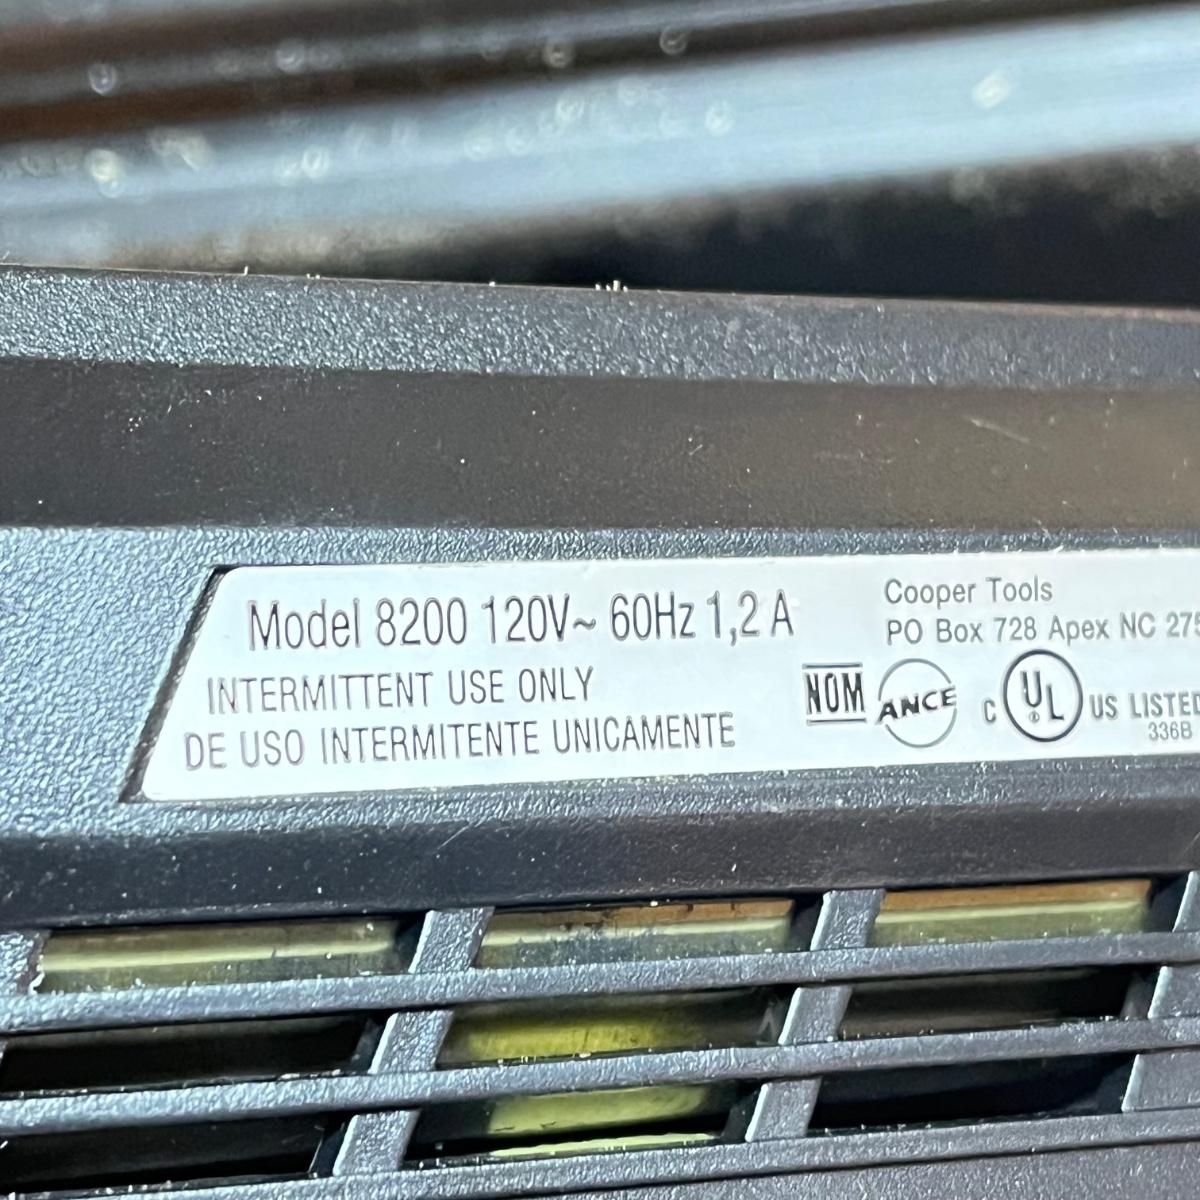 Model 8200 120V~ 60Hz 1,2 A
INTERMITTENT USE ONLY
DE USO INTERMITENTE UNICAMENTE
Cooper Tools
PO Box 728 Apex NC
NOM ANCE C UL ® US LISTED
336B